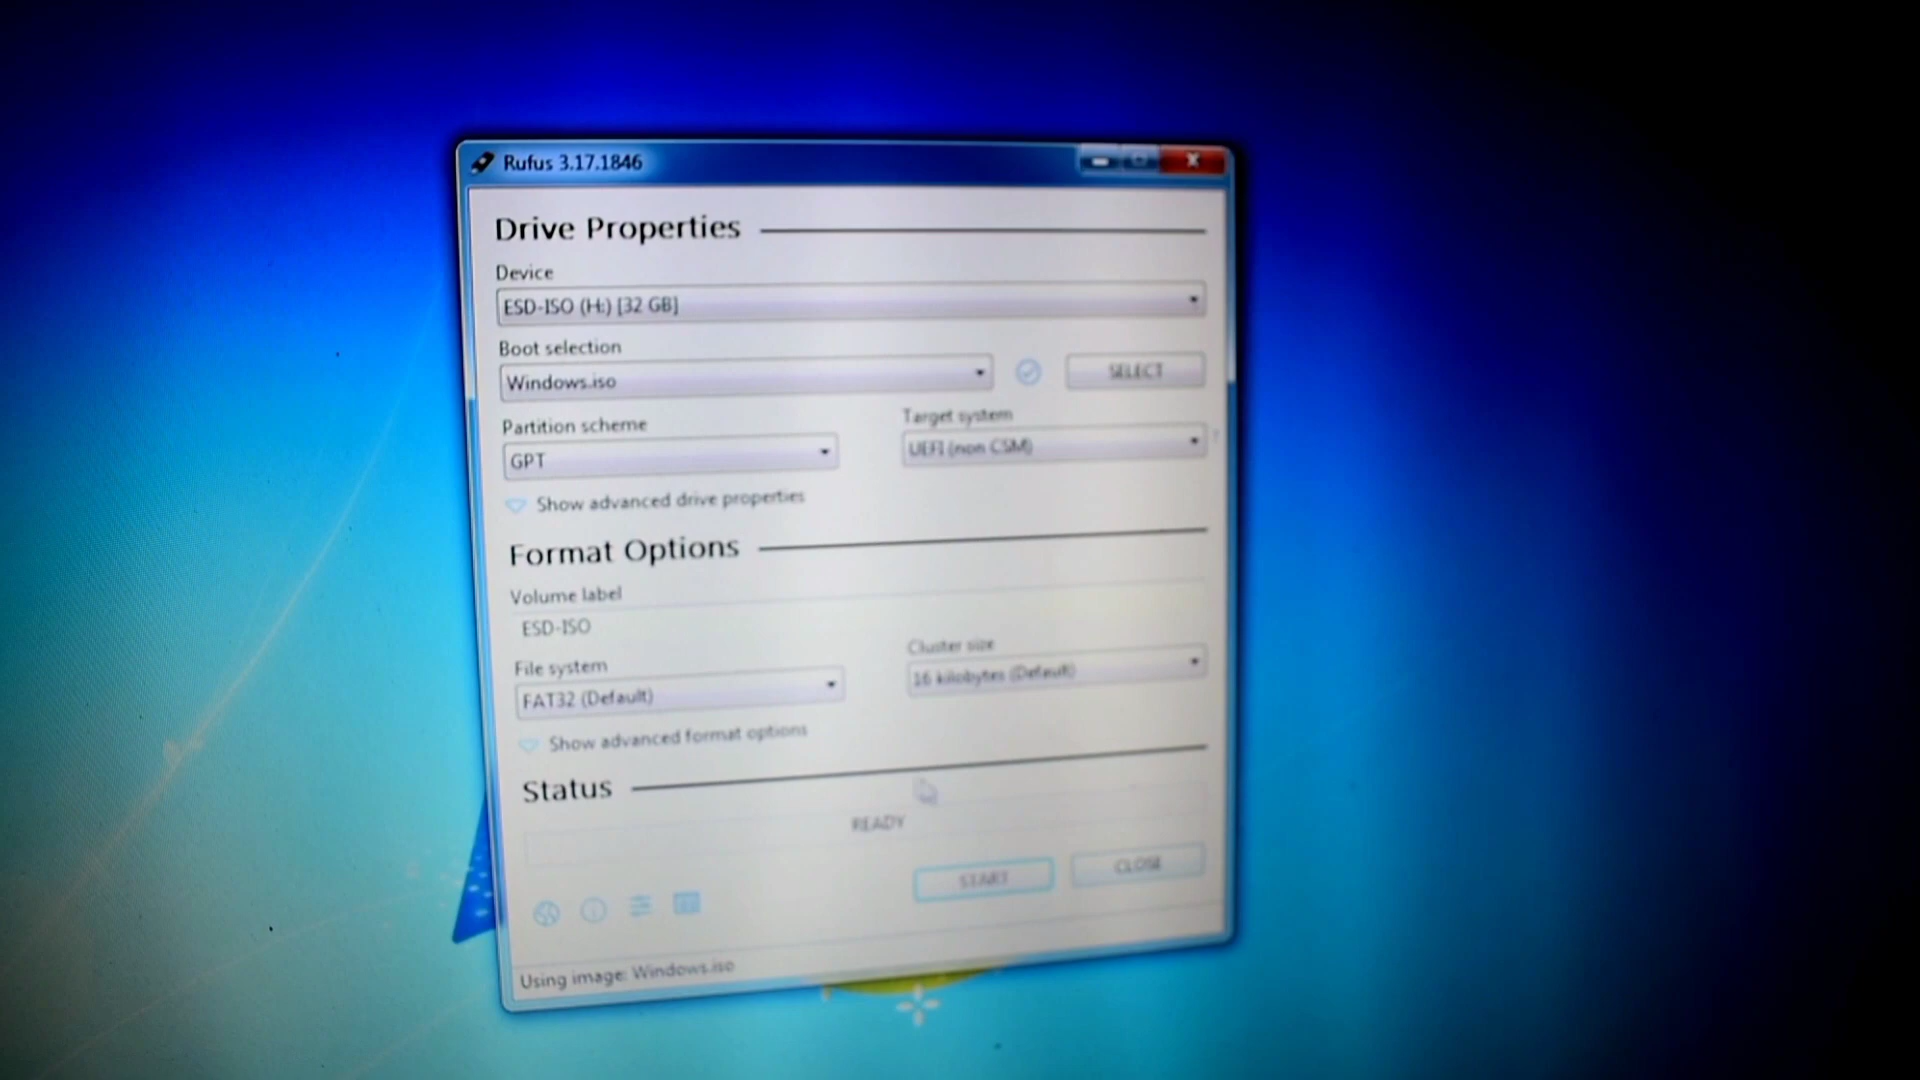 Rufus 3.17.1846
Drive Properties
Device
ESD-ISO (H:) [32 GB]
Boot selection
Windows.iso
SELECT
Partition scheme
Target system
GPT
UEFI (non CSM)
Show advanced drive properties
Format Options
Volume label
ESD-ISO
File system
Cluster size
FAT32 (Default)
16 kilobytes (Default)
Show advanced format options
Status
READY
START
CLOSE
Using image: Windows.iso